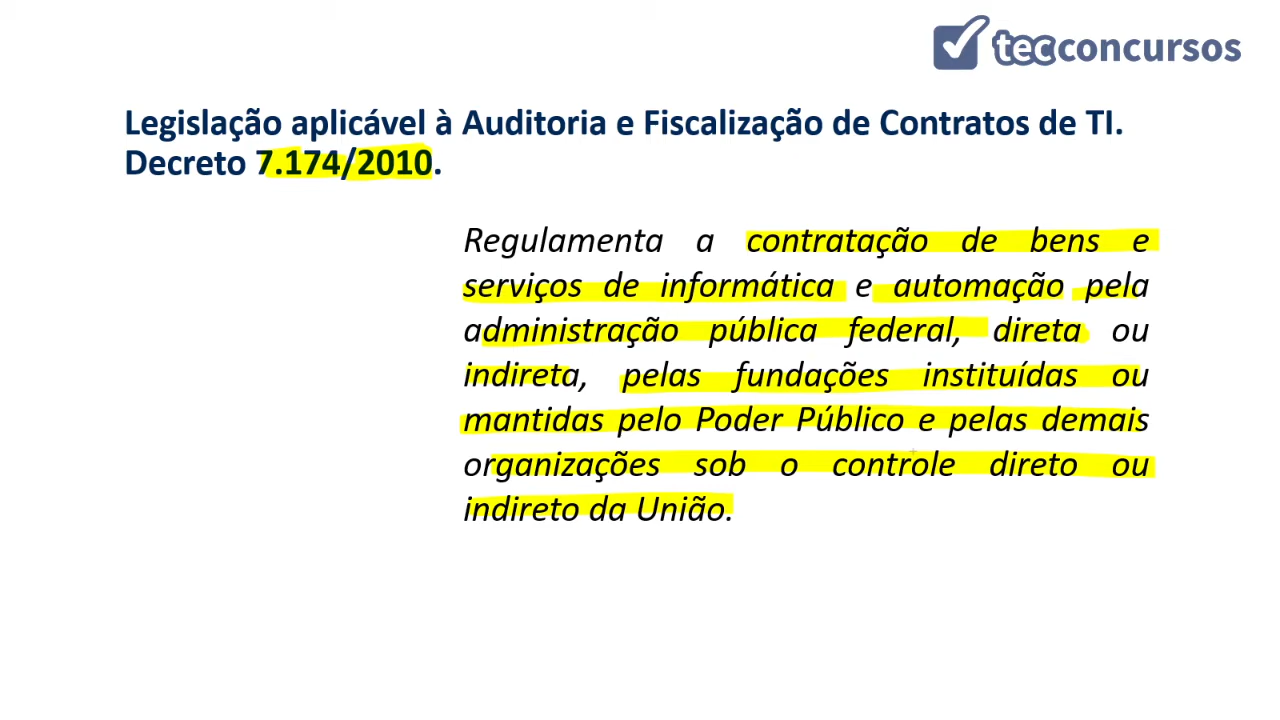 tecconcursos
Legislação aplicável à Auditoria e Fiscalização de Contratos de TI.
Decreto 7.174/2010.
Regulamenta a contratação de bens e
serviços de informática e automação pela
administração pública federal, direta ou
indireta, pelas fundações instituídas ou
mantidas pelo Poder Público e pelas demais
organizações sob o controle direto ou
indireto da União.